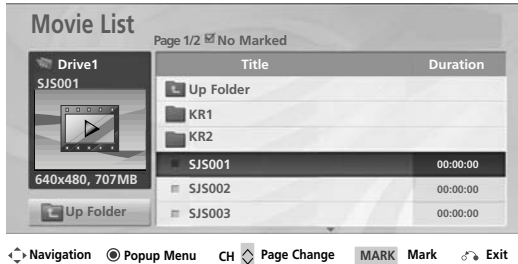 Movie List
Page 1/2 No Marked
Drive1
SJS001
640x480, 707MB
Up Folder
Title Duration
Up Folder
KR1
KR2
SJS001 00:00:00
SJS002 00:00:00
SJS003 00:00:00
Navigation Popup Menu CH Page Change MARK Mark Exit